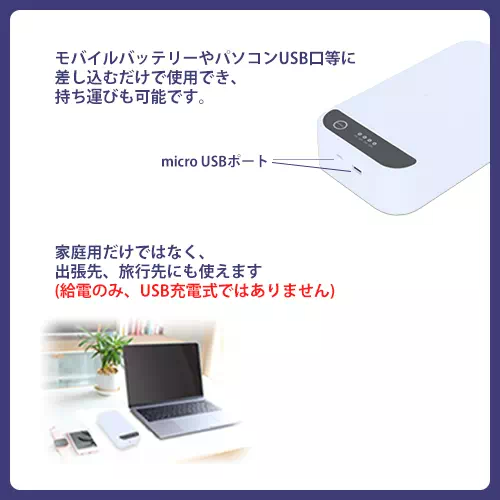 モバイルバッテリーやパソコンUSB口等に
差し込むだけで使用でき、
持ち運びも可能です。
micro USBポート
家庭用だけではなく、
出張先、旅行先にも使えます
(給電のみ、USB充電式ではありません)